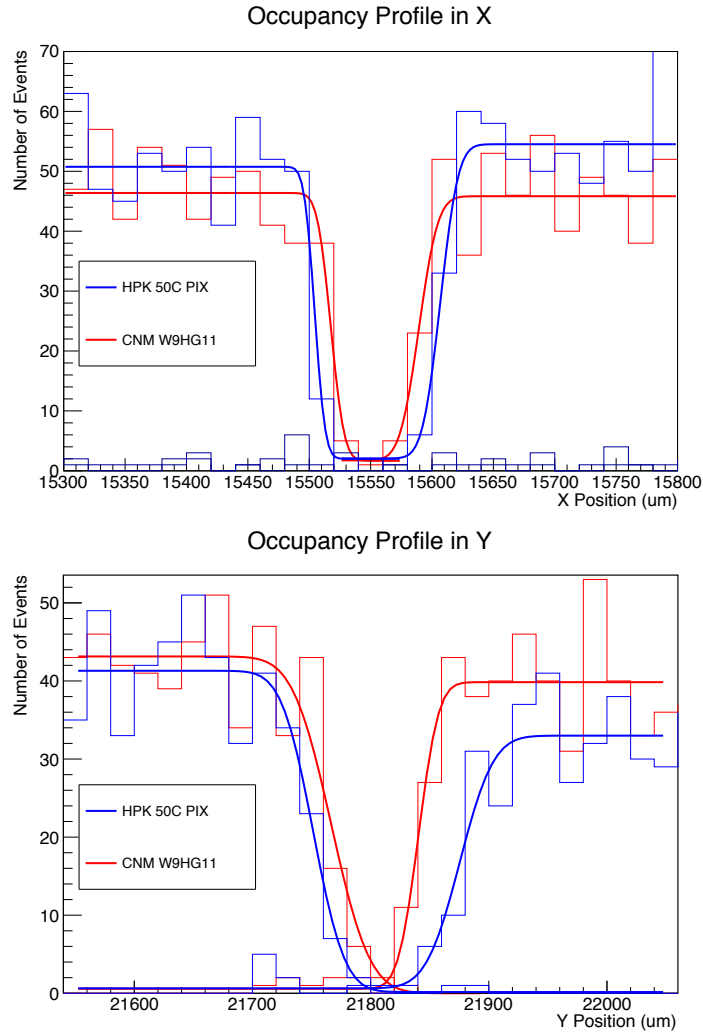 Occupancy Profile in X
Number of Events
70
60
50
40
30
20
10
0
HPK 50C PIX
CNM W9HG11
15300 15350 15400 15450 15500 15550 15600 15650 15700 15750 15800
X Position (um)
Occupancy Profile in Y
Number of Events
50
40
30
20
10
0
HPK 50C PIX
CNM W9HG11
21600 21700 21800 21900 22000
Y Position (um)